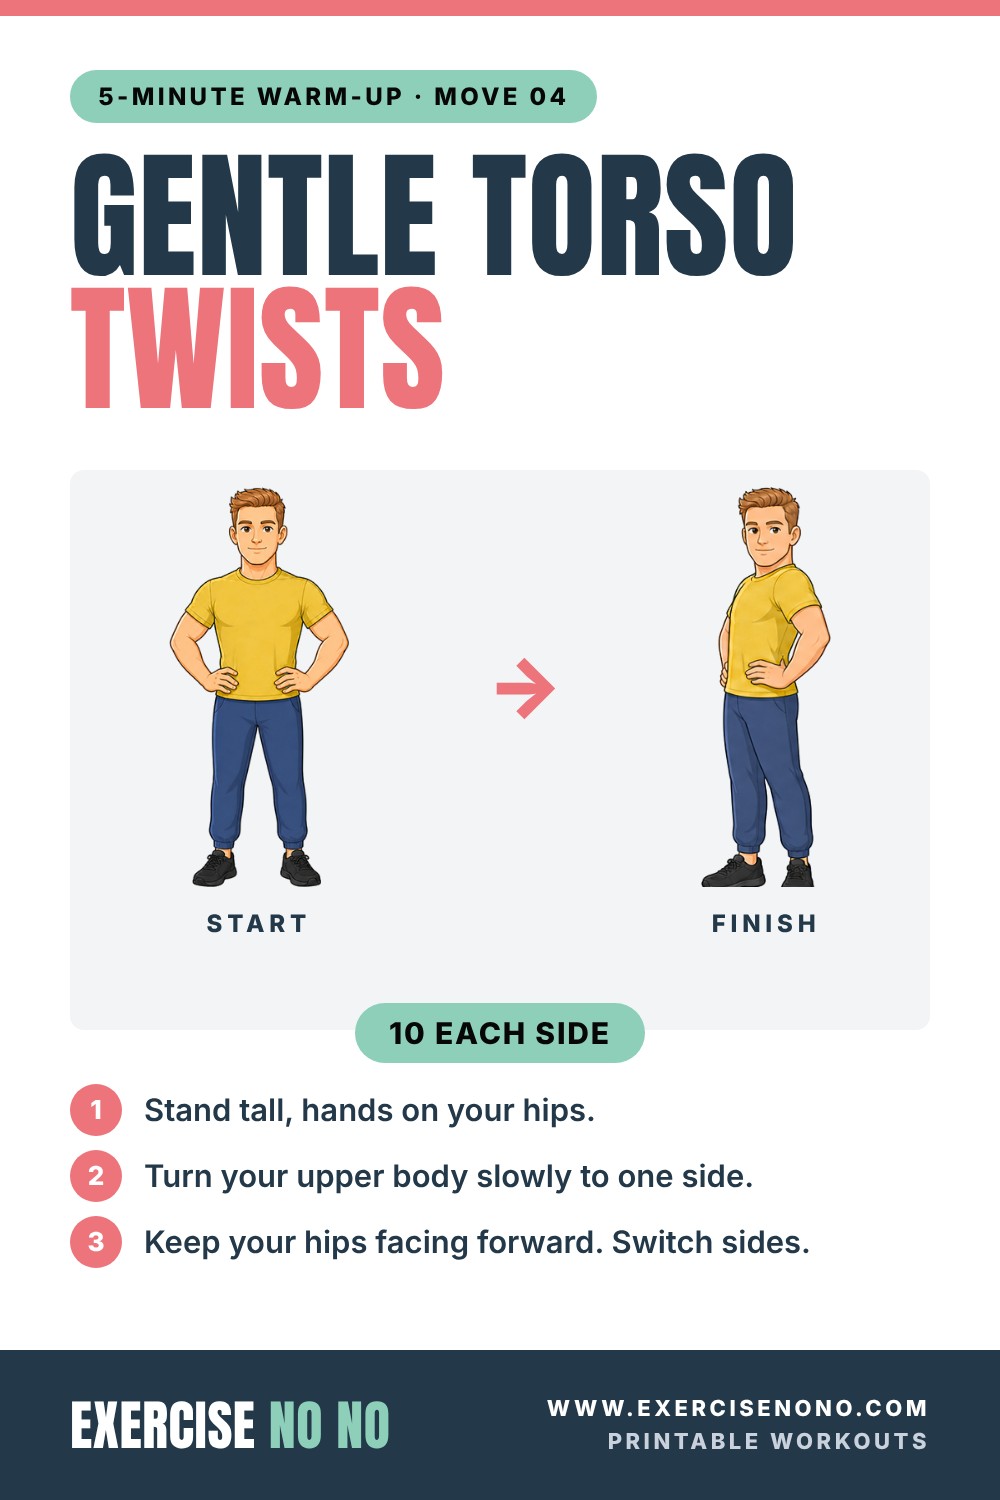 5-MINUTE WARM-UP · MOVE 04
GENTLE TORSO
TWISTS
START
FINISH
10 EACH SIDE
1 Stand tall, hands on your hips.
2 Turn your upper body slowly to one side.
3 Keep your hips facing forward. Switch sides.
EXERCISE NO NO
WWW.EXERCISENONO.COM
PRINTABLE WORKOUTS